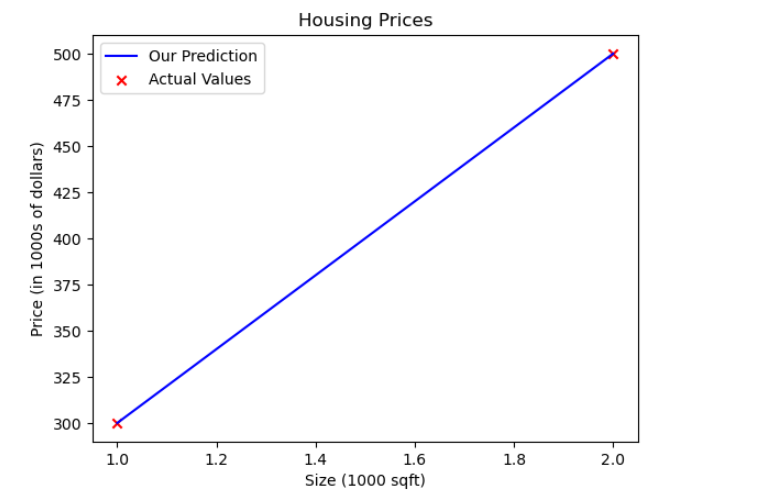 Housing Prices
Our Prediction
Actual Values
Price (in 1000s of dollars)
500
475
450
425
400
375
350
325
300
1.0 1.2 1.4 1.6 1.8 2.0
Size (1000 sqft)